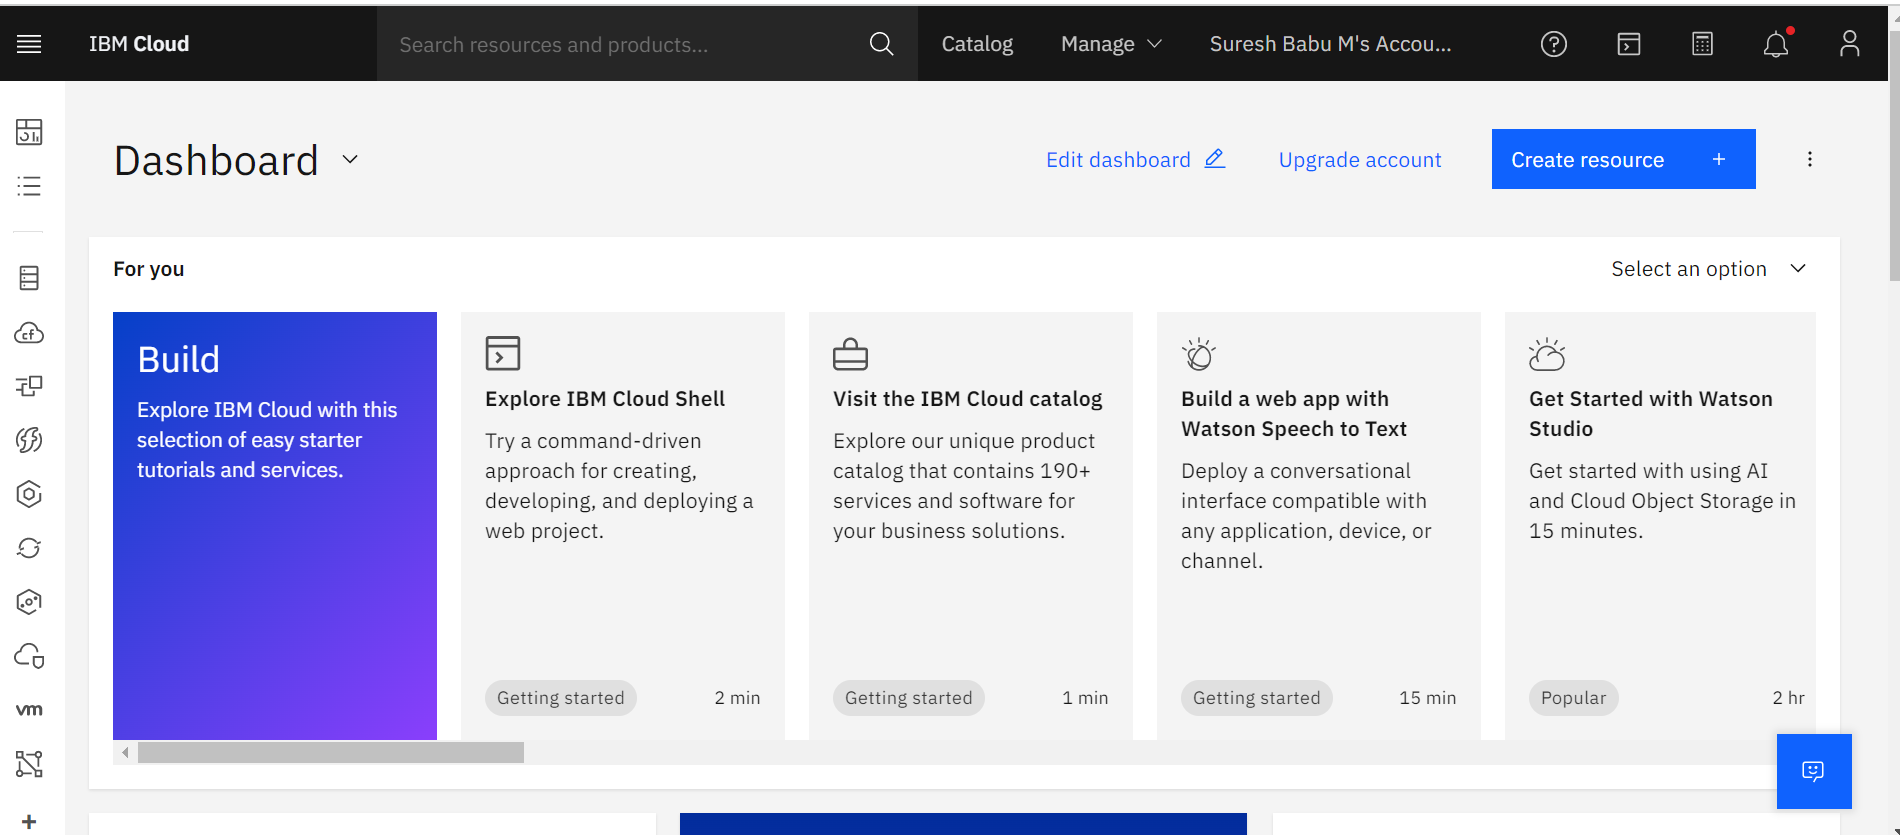 IBM Cloud
Search resources and products...
Catalog
Manage
Suresh Babu M's Accou...
Dashboard
Edit dashboard
Upgrade account
Create resource +
For you
Select an option
Build
Explore IBM Cloud with this
selection of easy starter
tutorials and services.
Explore IBM Cloud Shell
Try a command-driven
approach for creating,
developing, and deploying a
web project.
Getting started
2 min
Visit the IBM Cloud catalog
Explore our unique product
catalog that contains 190+
services and software for
your business solutions.
Getting started
1 min
Build a web app with
Watson Speech to Text
Deploy a conversational
interface compatible with
any application, device, or
channel.
Getting started
15 min
Get Started with Watson
Studio
Get started with using AI
and Cloud Object Storage in
15 minutes.
Popular
2 hr
cf
vm
+